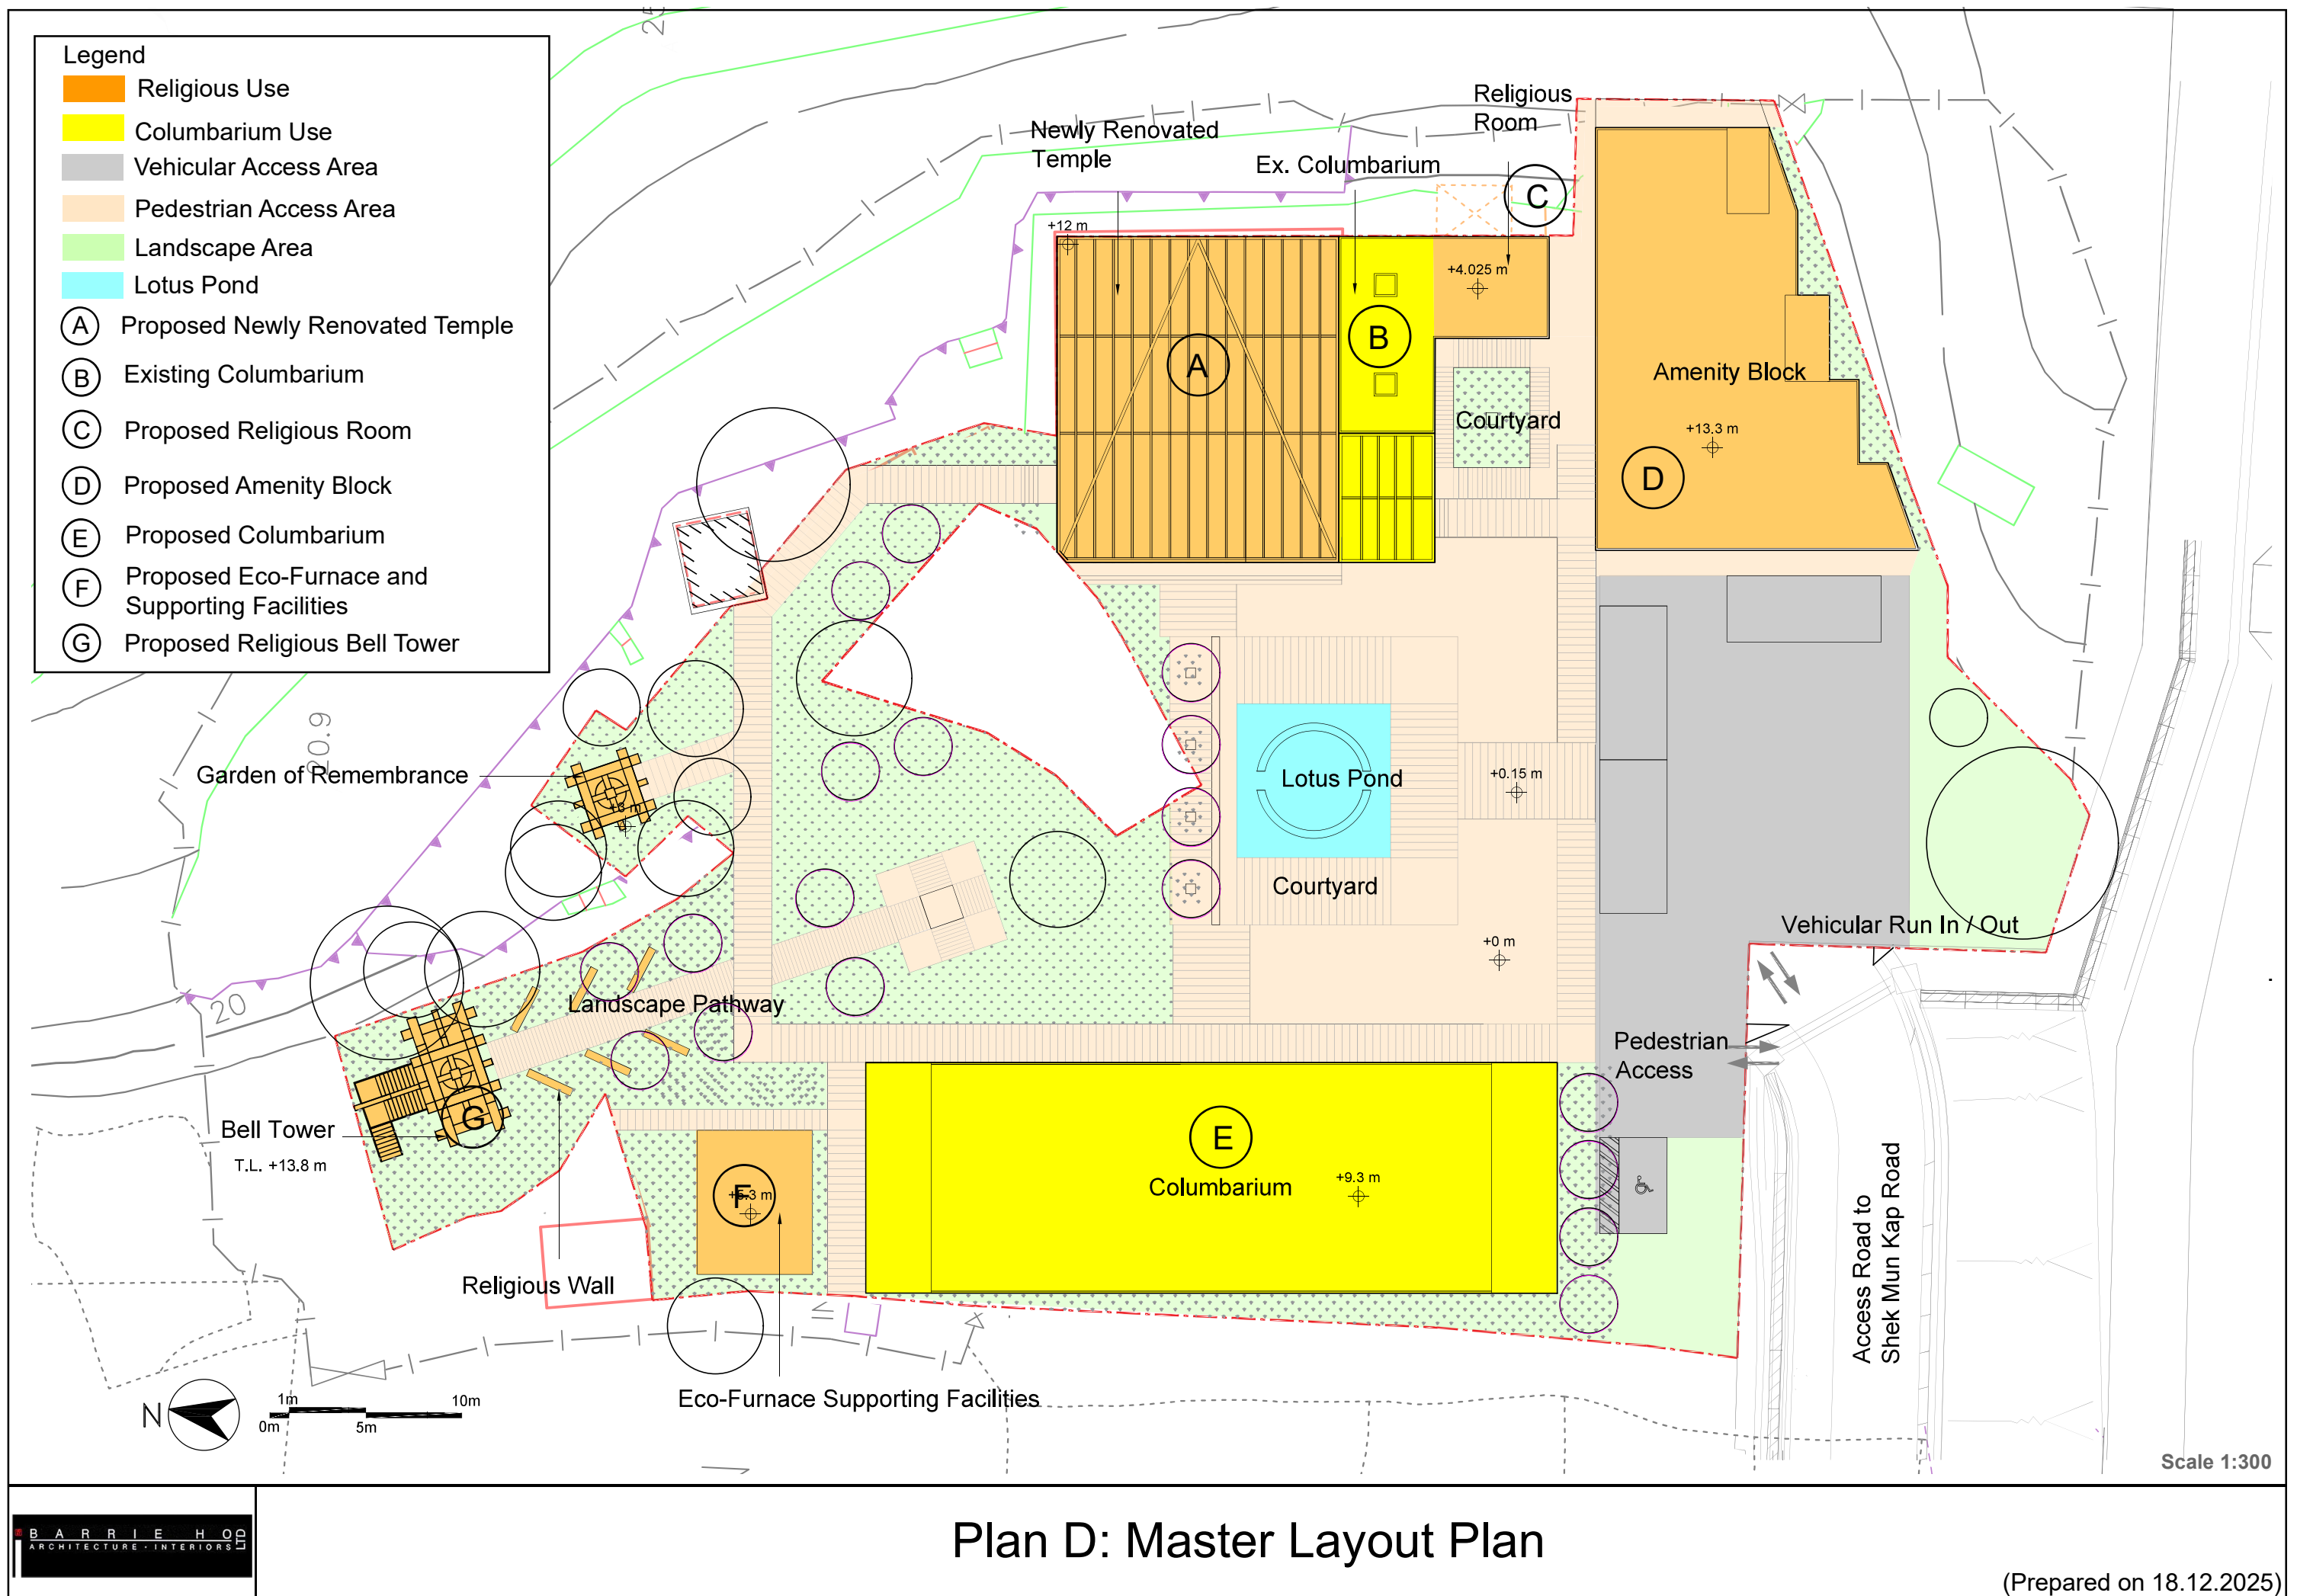 Legend
Religious Use
Columbarium Use
Vehicular Access Area
Pedestrian Access Area
Landscape Area
Lotus Pond
A Proposed Newly Renovated Temple
B Existing Columbarium
C Proposed Religious Room
D Proposed Amenity Block
E Proposed Columbarium
F Proposed Eco-Furnace and
Supporting Facilities
G Proposed Religious Bell Tower
Religious
Room
Newly Renovated
Temple
Ex. Columbarium
C
+12 m
+4.025 m
B
A
Amenity Block
Courtyard
+13.3 m
D
20.9
Garden of Remembrance
+3 m
Lotus Pond
+0.15 m
Courtyard
Vehicular Run In / Out
+0 m
20
Landscape Pathway
Pedestrian
Access
G
Bell Tower
T.L. +13.8 m
E
Columbarium
+9.3 m
F
+5.3 m
Religious Wall
Access Road to
Shek Mun Kap Road
Eco-Furnace Supporting Facilities
N
0m
1m
5m
10m
Scale 1:300
BARRIE HO
ARCHITECTURE · INTERIORS
LTD
Plan D: Master Layout Plan
(Prepared on 18.12.2025)